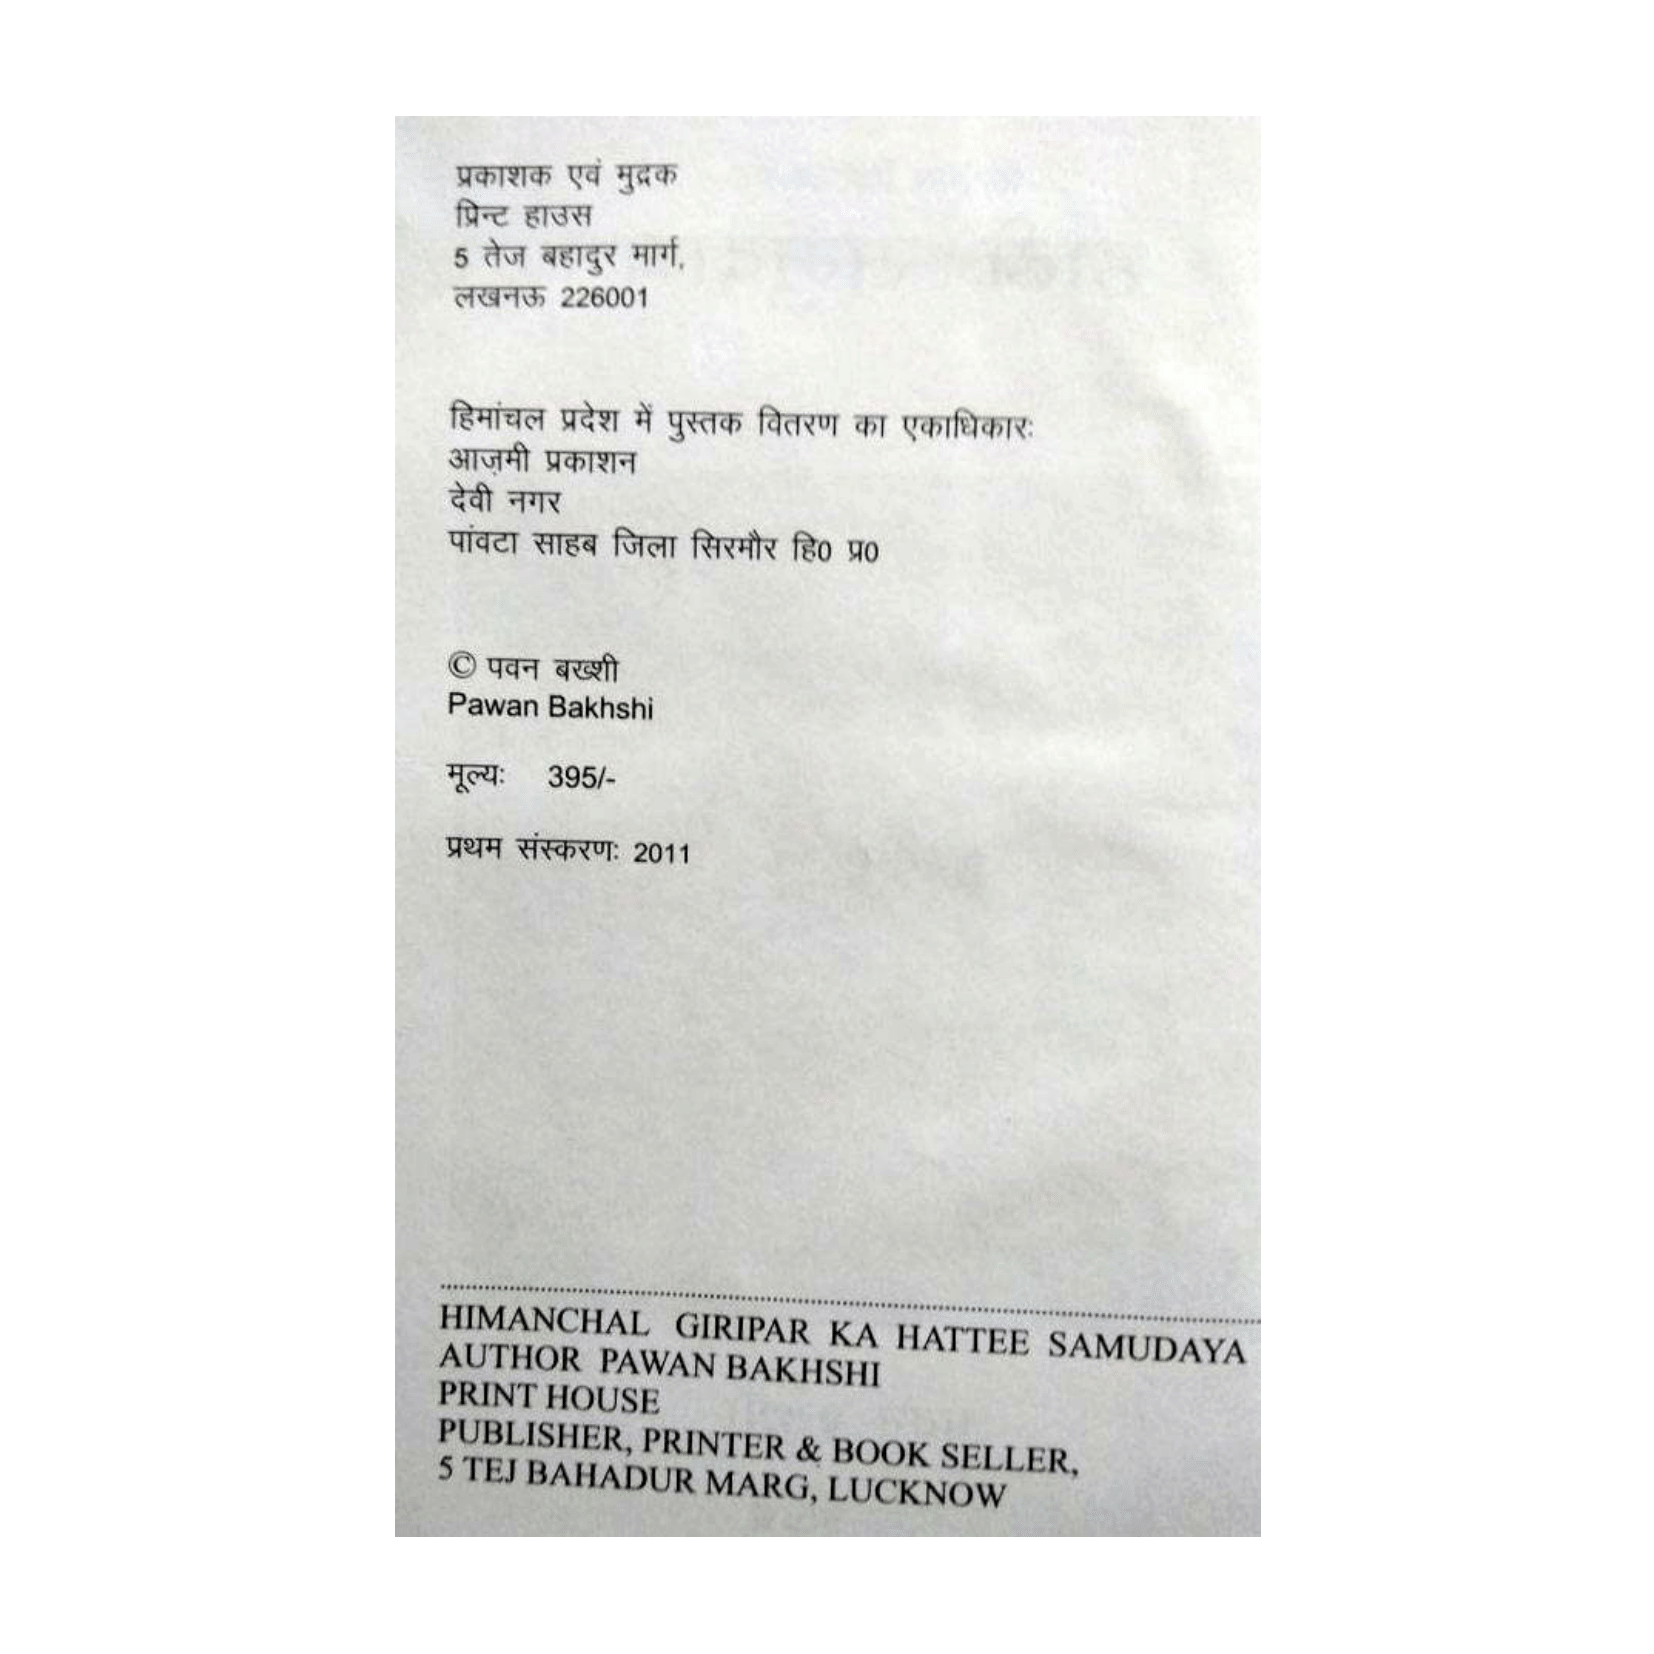 प्रकाशक एवं मुद्रक
प्रिन्ट हाउस
5 तेज बहादुर मार्ग,
लखनऊ 226001
हिमांचल प्रदेश में पुस्तक वितरण का एकाधिकारः
आज़मी प्रकाशन
देवी नगर
पांवटा साहब जिला सिरमौर हि0 प्र0
© पवन बख्शी
Pawan Bakhshi
मूल्यः 395/-
प्रथम संस्करणः 2011
HIMANCHAL GIRIPAR KA HATTEE SAMUDAYA
AUTHOR PAWAN BAKHSHI
PRINT HOUSE
PUBLISHER, PRINTER & BOOK SELLER,
5 TEJ BAHADUR MARG, LUCKNOW